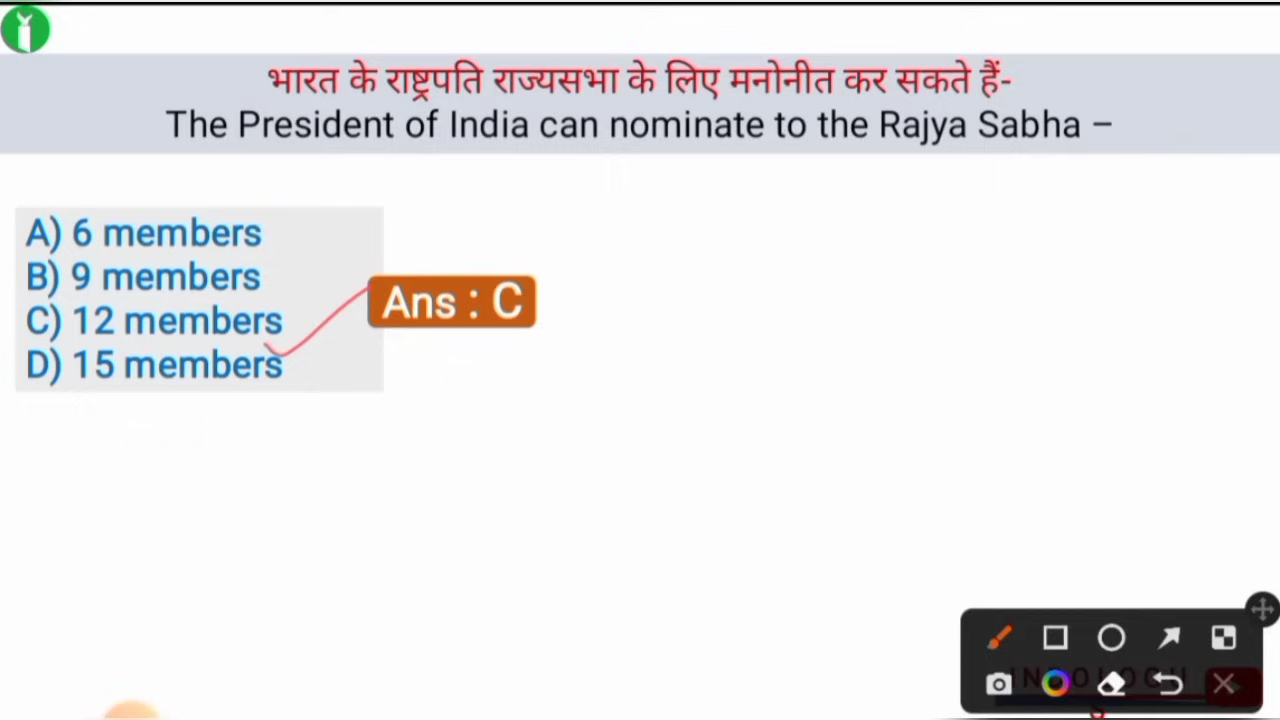 भारत के राष्ट्रपति राज्यसभा के लिए मनोनीत कर सकते हैं-
The President of India can nominate to the Rajya Sabha –
A) 6 members
B) 9 members
C) 12 members
D) 15 members
Ans : C